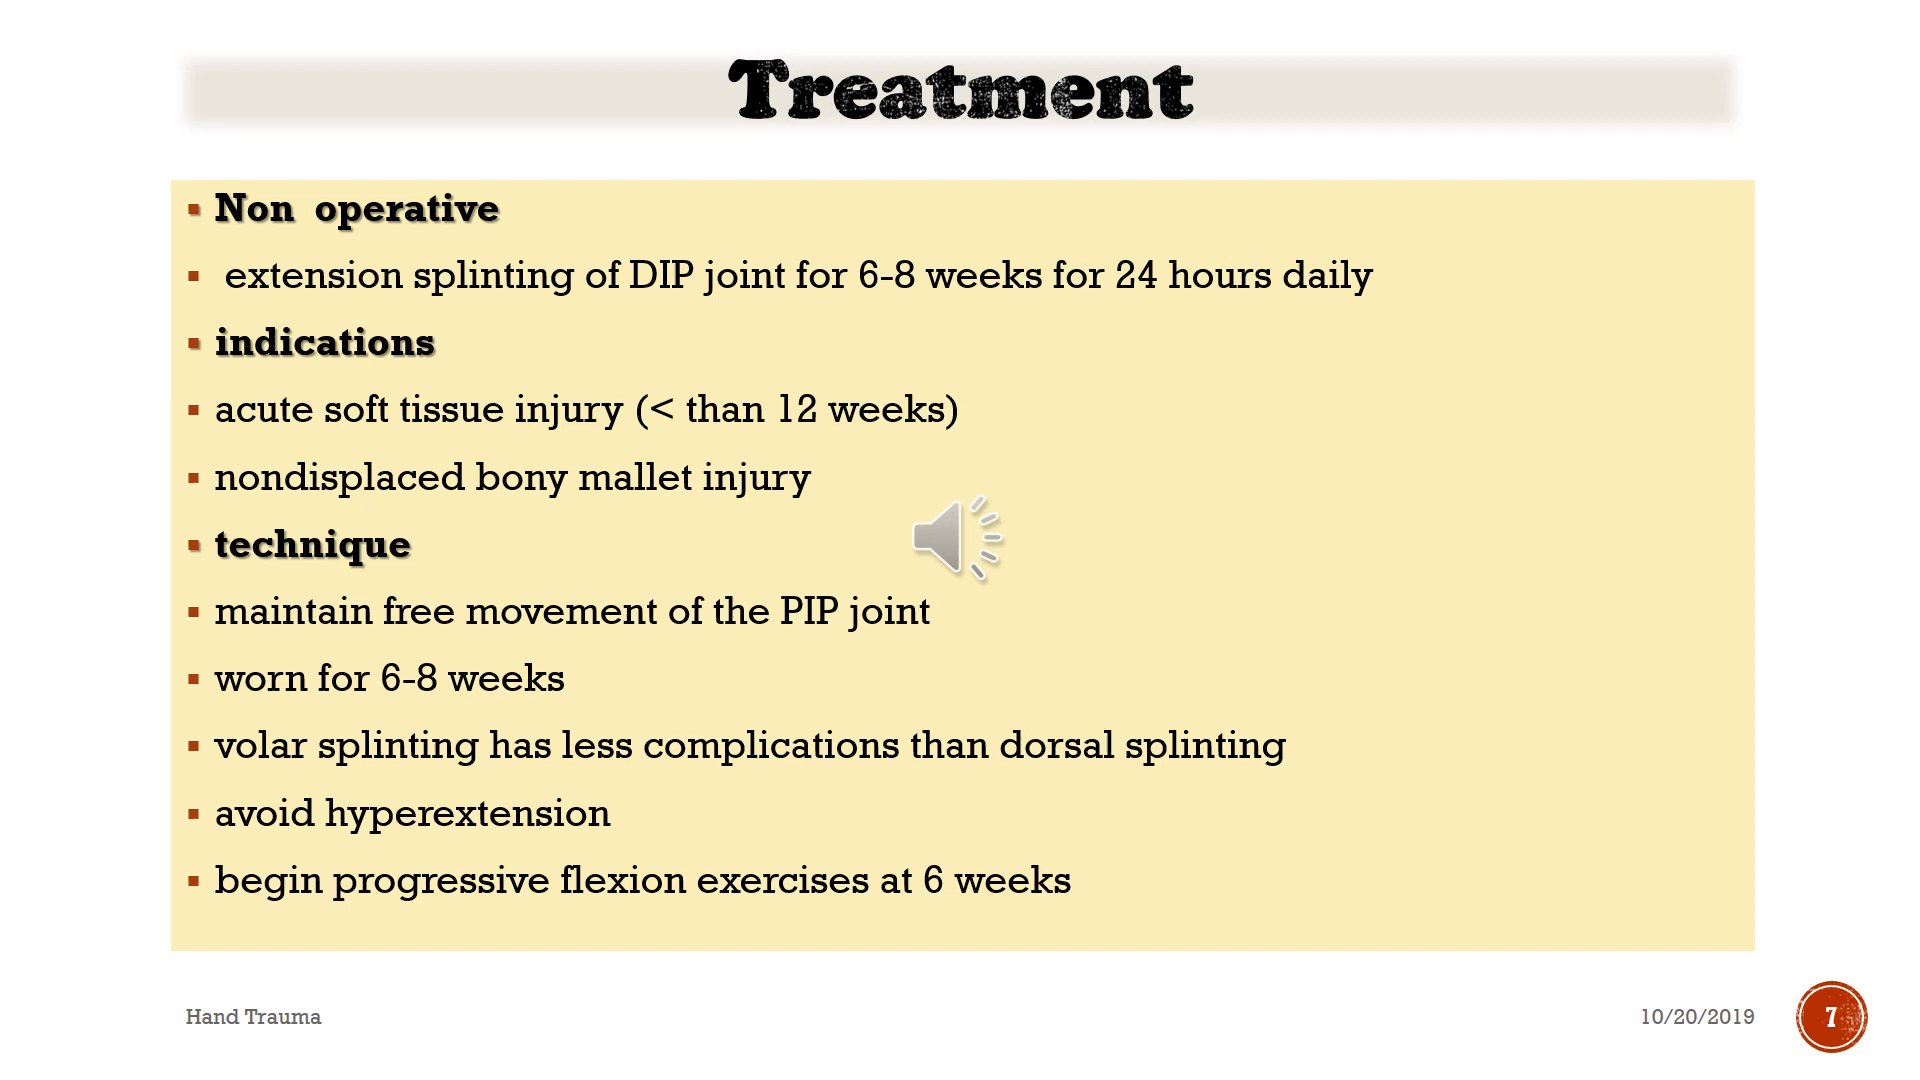 Treatment
Non operative
extension splinting of DIP joint for 6-8 weeks for 24 hours daily
indications
acute soft tissue injury (< than 12 weeks)
nondisplaced bony mallet injury
technique
maintain free movement of the PIP joint
worn for 6-8 weeks
volar splinting has less complications than dorsal splinting
avoid hyperextension
begin progressive flexion exercises at 6 weeks
Hand Trauma
10/20/2019
7